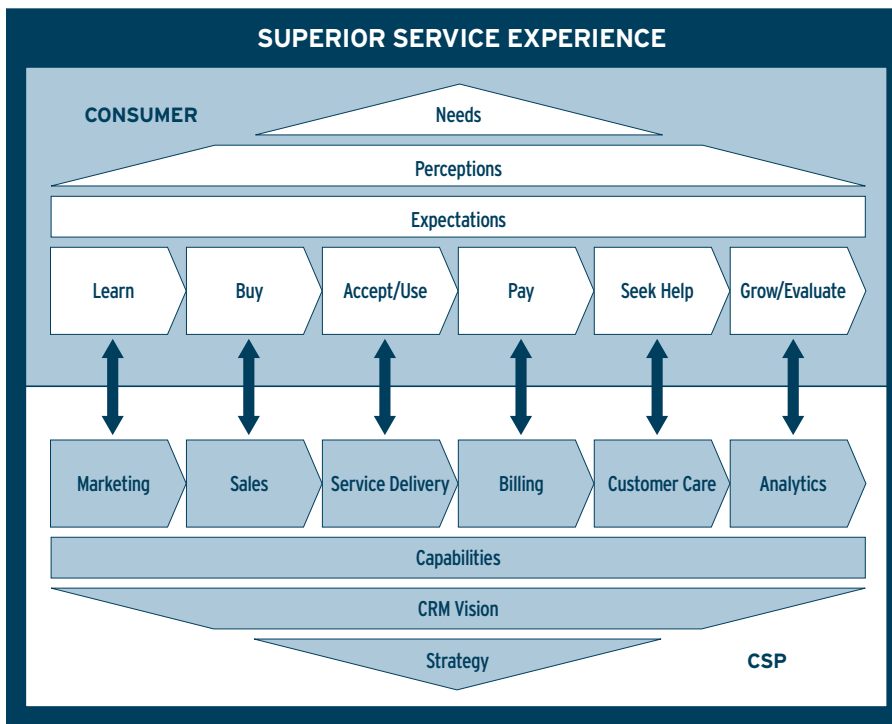 SUPERIOR SERVICE EXPERIENCE
CONSUMER
Needs
Perceptions
Expectations
Learn
Buy
Accept/Use
Pay
Seek Help
Grow/Evaluate
Marketing
Sales
Service Delivery
Billing
Customer Care
Analytics
Capabilities
CRM Vision
Strategy
CSP